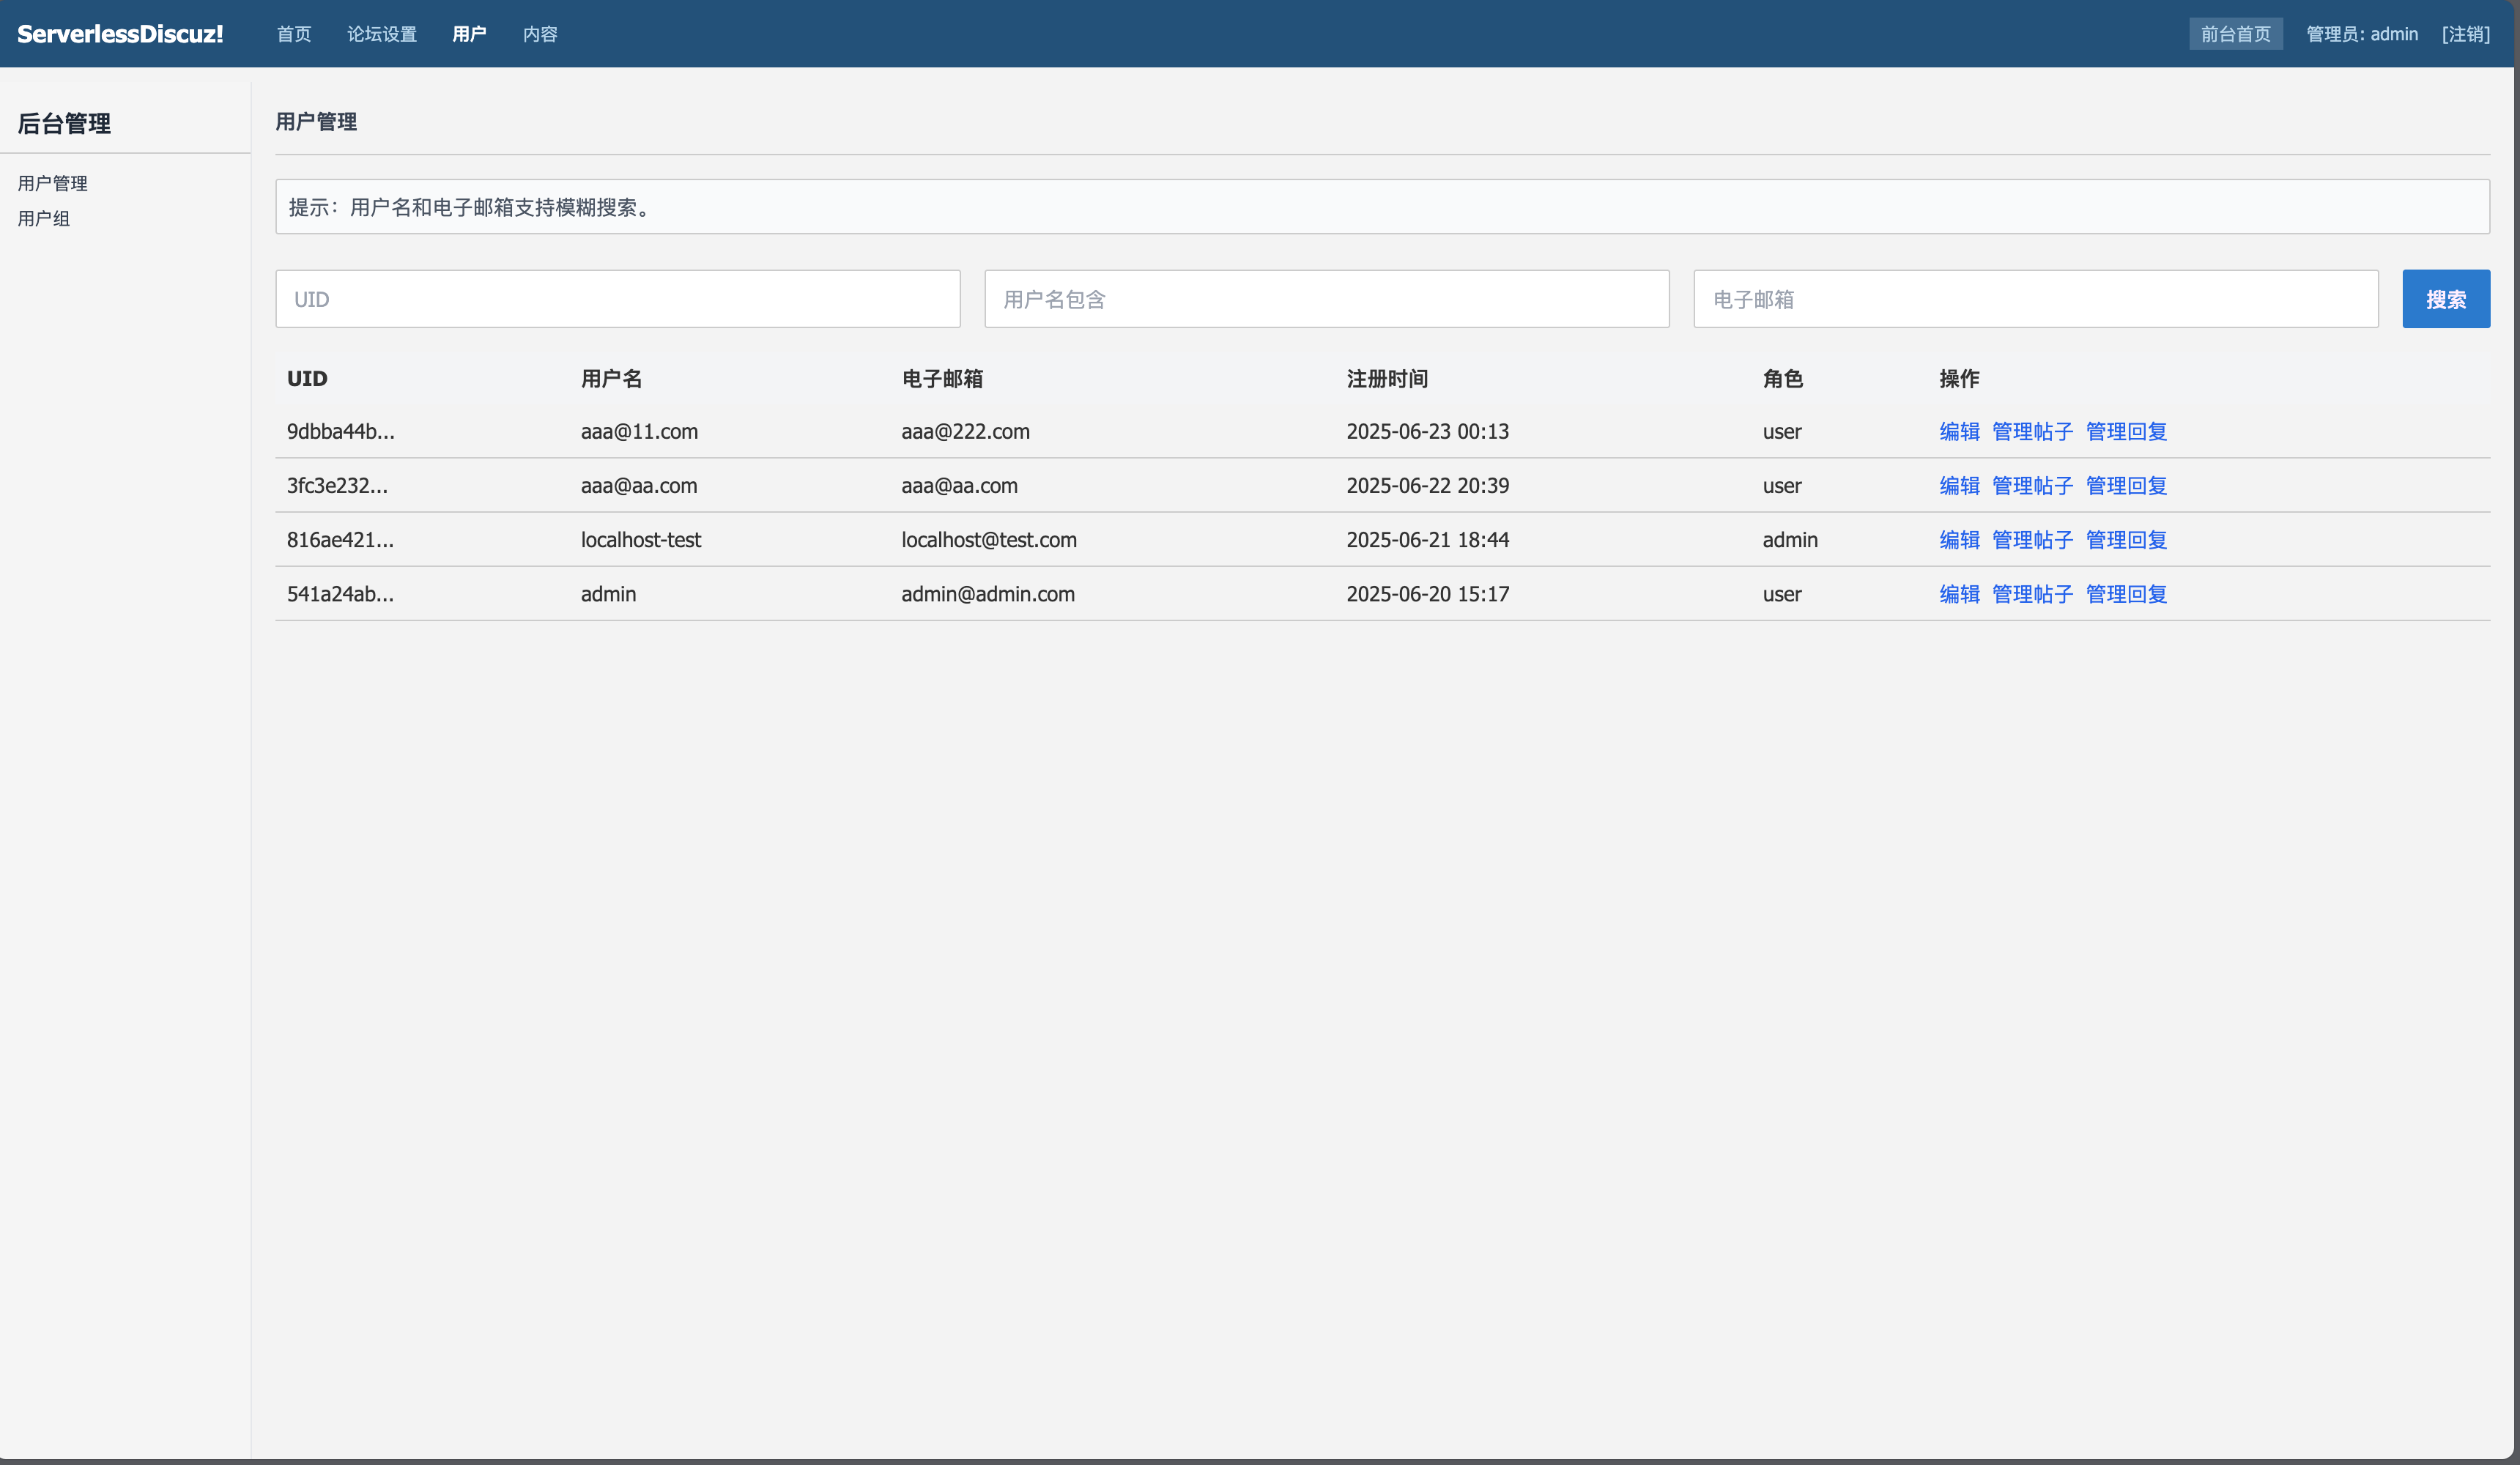 ServerlessDiscuz! 首页 论坛设置 用户 内容 前台首页 管理员: admin [注销]
后台管理
用户管理
用户组
用户管理
提示：用户名和电子邮箱支持模糊搜索。
UID 用户名包含 电子邮箱 搜索
UID 用户名 电子邮箱 注册时间 角色 操作
9dbba44b... aaa@11.com aaa@222.com 2025-06-23 00:13 user 编辑 管理帖子 管理回复
3fc3e232... aaa@aa.com aaa@aa.com 2025-06-22 20:39 user 编辑 管理帖子 管理回复
816ae421... localhost-test localhost@test.com 2025-06-21 18:44 admin 编辑 管理帖子 管理回复
541a24ab... admin admin@admin.com 2025-06-20 15:17 user 编辑 管理帖子 管理回复